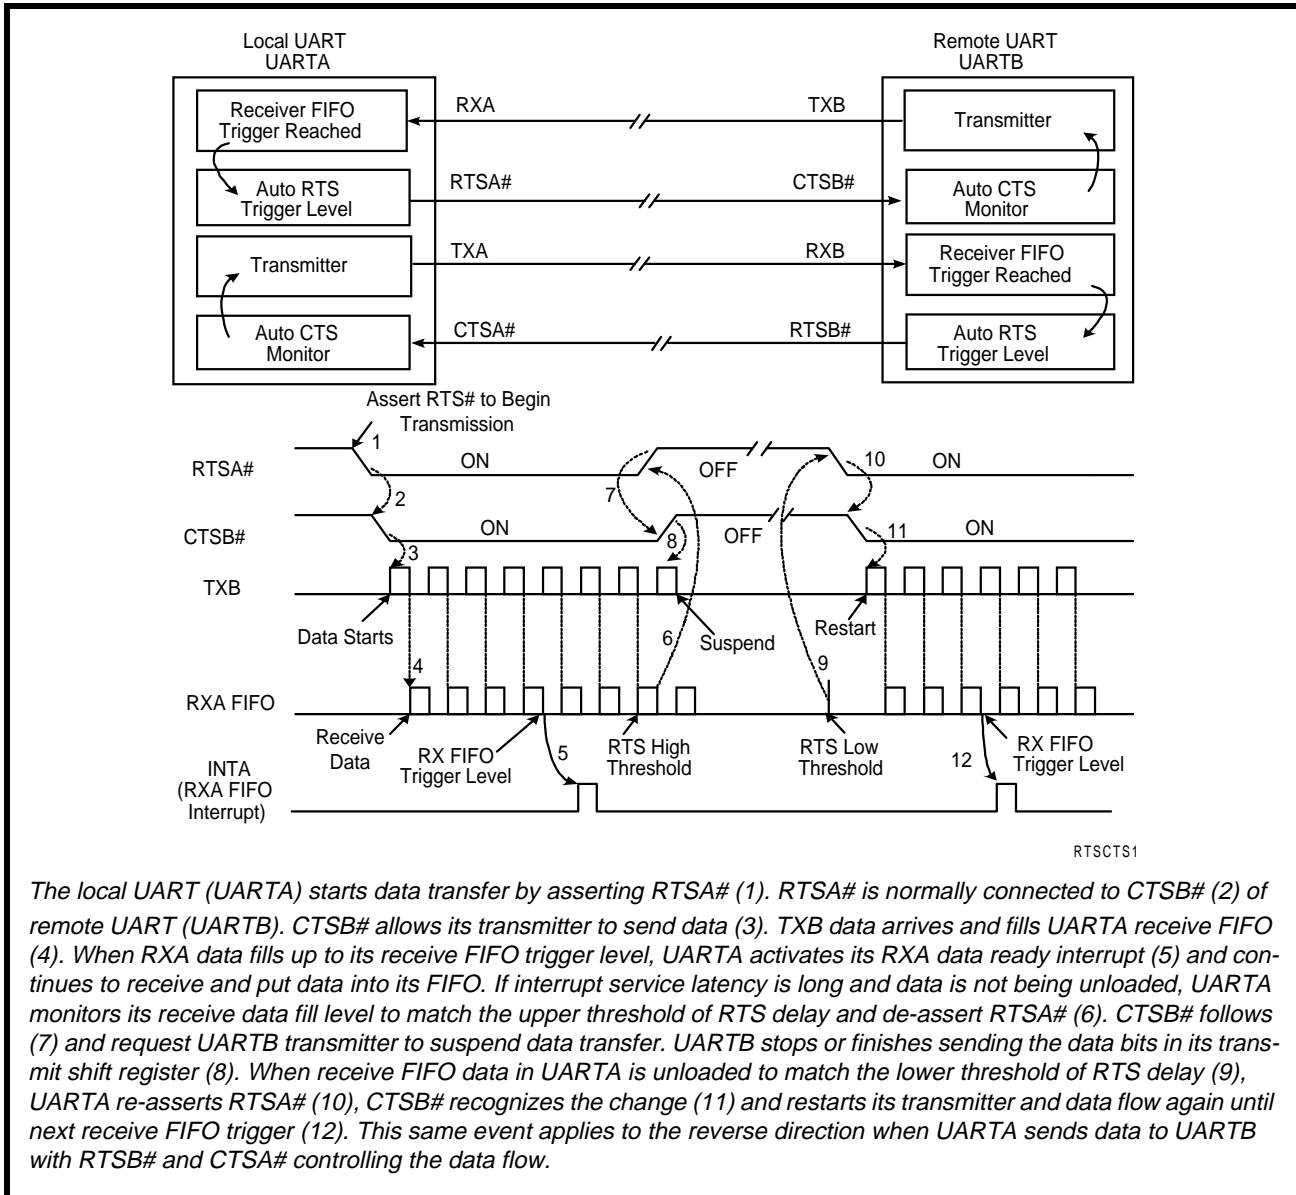 Local UART
UARTA
Remote UART
UARTB
Receiver FIFO
Trigger Reached
RXA
TXB
Transmitter
Auto RTS
Trigger Level
RTSA#
CTSB#
Auto CTS
Monitor
Transmitter
TXA
RXB
Receiver FIFO
Trigger Reached
Auto CTS
Monitor
CTSA#
RTSB#
Auto RTS
Trigger Level
Assert RTS# to Begin
Transmission
1
RTSA#
ON
OFF
10
ON
2
7
CTSB#
ON
8
OFF
11
ON
3
TXB
Data Starts
Suspend
Restart
4
6
9
RXA FIFO
Receive
Data
RX FIFO
Trigger Level
5
RTS High
Threshold
RTS Low
Threshold
12
RX FIFO
Trigger Level
INTA
(RXA FIFO
Interrupt)
RTSCTS1
The local UART (UARTA) starts data transfer by asserting RTSA# (1). RTSA# is normally connected to CTSB# (2) of
remote UART (UARTB). CTSB# allows its transmitter to send data (3). TXB data arrives and fills UARTA receive FIFO
(4). When RXA data fills up to its receive FIFO trigger level, UARTA activates its RXA data ready interrupt (5) and con-
tinues to receive and put data into its FIFO. If interrupt service latency is long and data is not being unloaded, UARTA
monitors its receive data fill level to match the upper threshold of RTS delay and de-assert RTSA# (6). CTSB# follows
(7) and request UARTB transmitter to suspend data transfer. UARTB stops or finishes sending the data bits in its trans-
mit shift register (8). When receive FIFO data in UARTA is unloaded to match the lower threshold of RTS delay (9),
UARTA re-asserts RTSA# (10), CTSB# recognizes the change (11) and restarts its transmitter and data flow again until
next receive FIFO trigger (12). This same event applies to the reverse direction when UARTA sends data to UARTB
with RTSB# and CTSA# controlling the data flow.